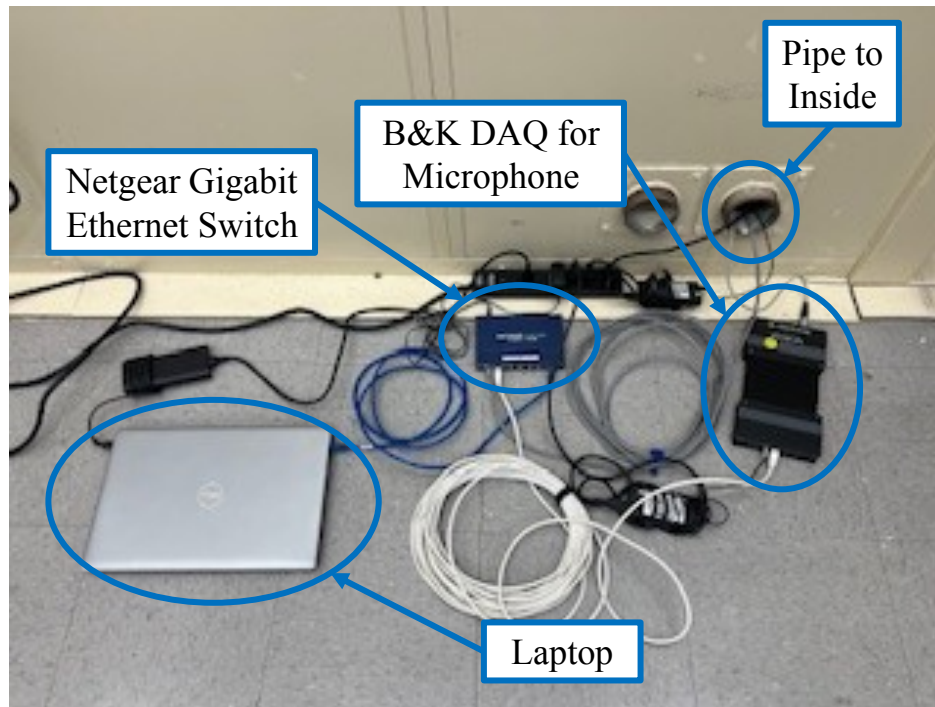 Pipe to
Inside
B&K DAQ for
Microphone
Netgear Gigabit
Ethernet Switch
Laptop